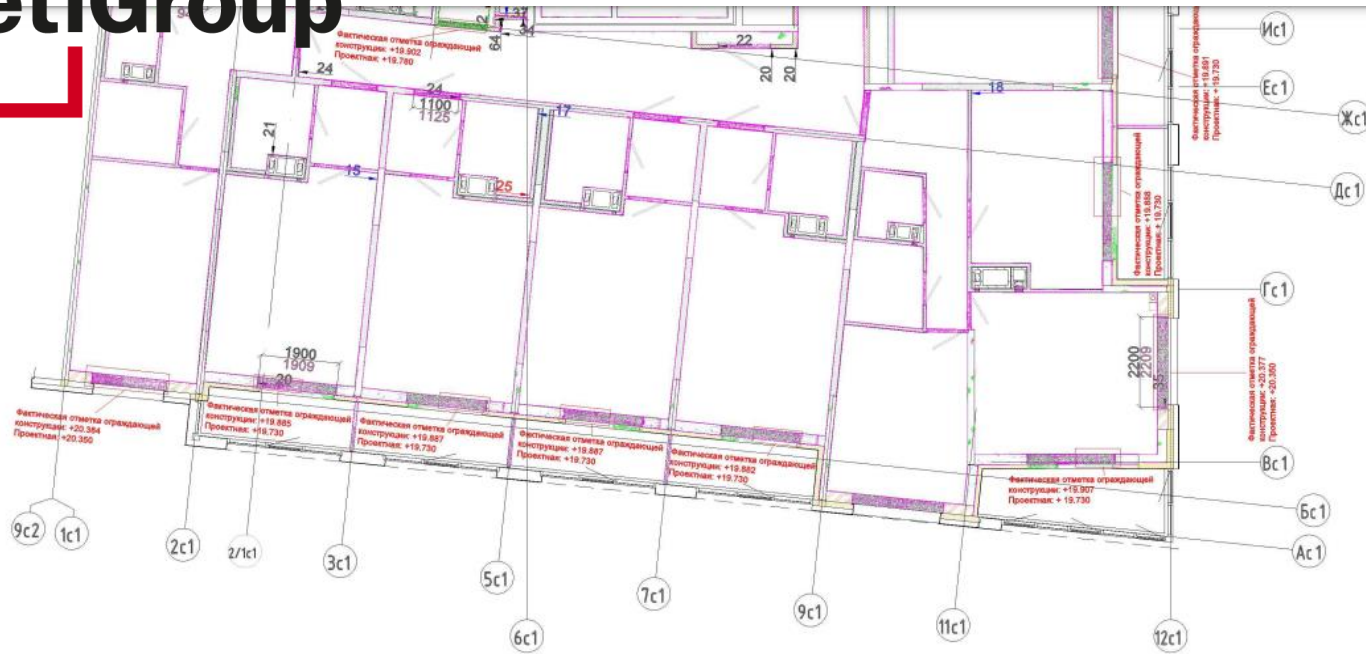 etiGroup
94
37
34
64
22
20
20
Фактическая отметка ограждающей
конструкции: +19.902
Проектная: +19.780
24
24
1100
1125
17
18
21
15
25
Фактическая отметка ограждающей
конструкции: +19.891
Проектная: + 19.730
Фактическая отметка ограждающей
конструкции: +19.888
Проектная: ± 19.730
Ис1
Ес1
Жс1
Дс1
Гс1
1900
1909
20
2200
2209
35
Фактическая отметка ограждающей
конструкции: +20.377
Проектная: +20.350
Фактическая отметка ограждающей
конструкции: +20.364
Проектная: +20.350
Фактическая отметка ограждающей
конструкции: +19.885
Проектная: +19.730
Фактическая отметка ограждающей
конструкции: +19.887
Проектная: +19.730
Фактическая отметка ограждающей
конструкции: +19.887
Проектная: +19.730
Фактическая отметка ограждающей
конструкции: +19.882
Проектная: +19.730
Фактическая отметка ограждающей
конструкции: +19.907
Проектная: + 19.730
Вс1
Бс1
Ас1
9с2
1с1
2с1
2/1с1
3с1
5с1
6с1
7с1
9с1
11с1
12с1